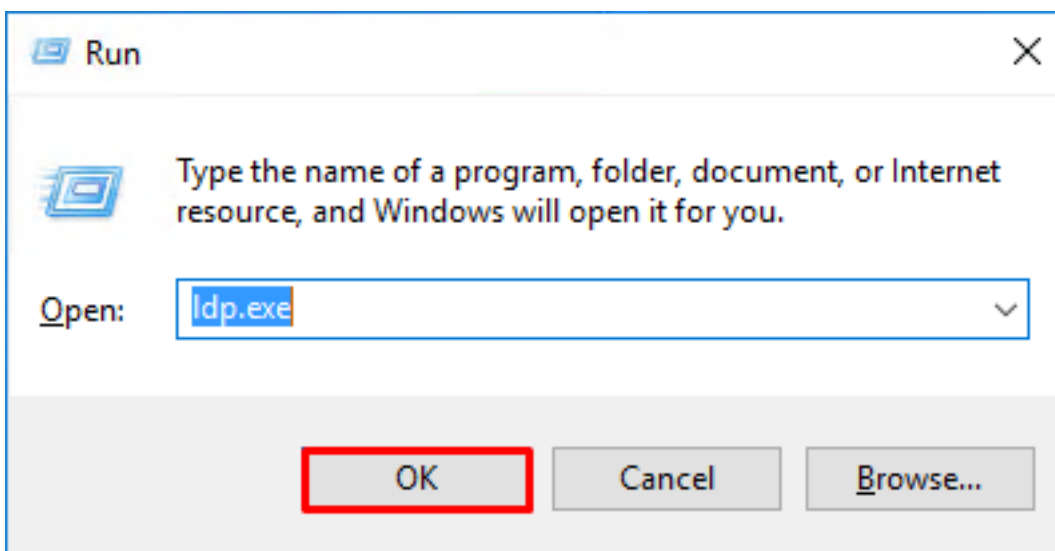 Run
Type the name of a program, folder, document, or Internet
resource, and Windows will open it for you.
Open: ldp.exe
OK Cancel Browse...